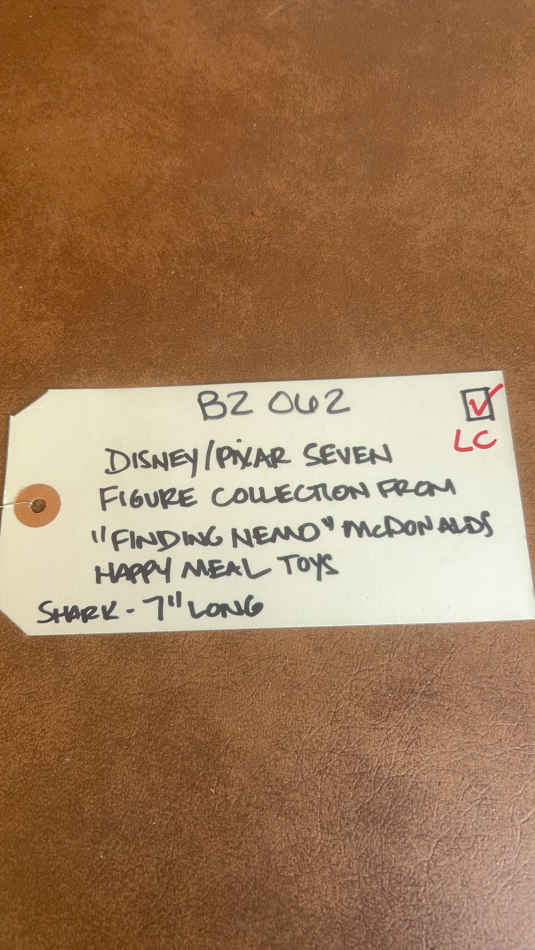 BZ 062
LC
DISNEY/PIXAR SEVEN
FIGURE COLLECTION FROM
"FINDING NEMO" McDONALDS
HAPPY MEAL TOYS
SHARK - 7" LONG